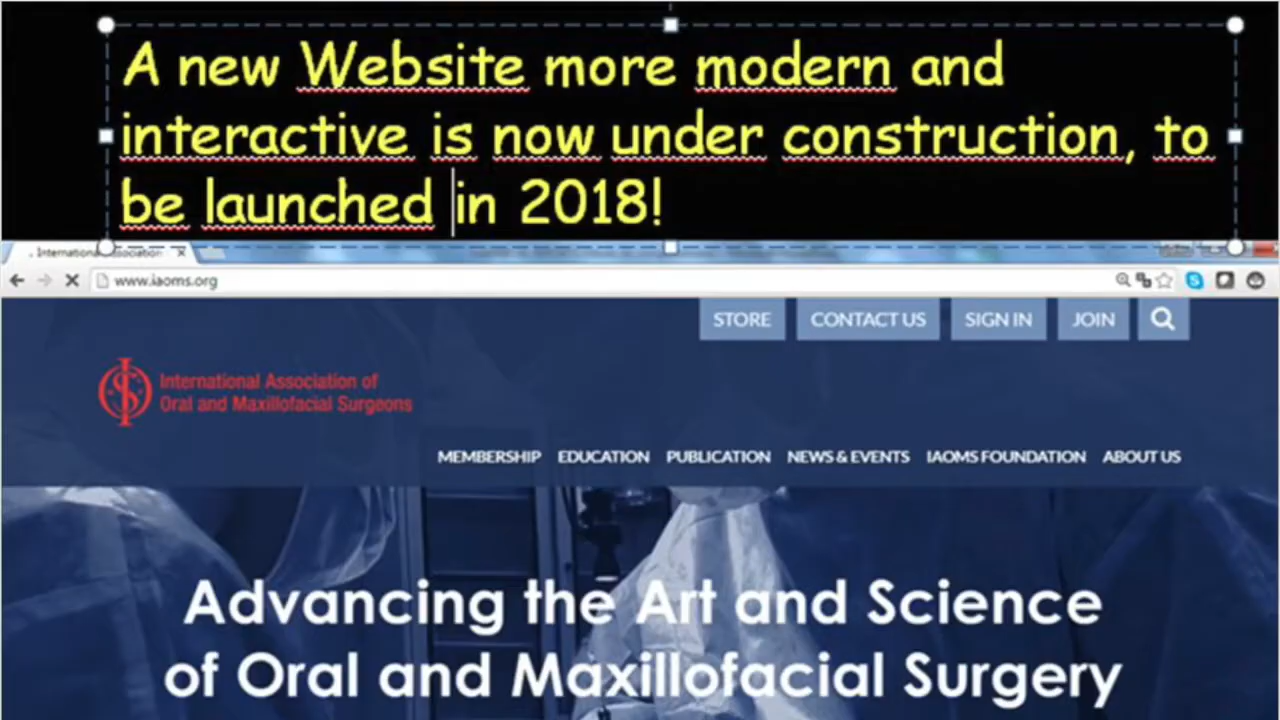 A new Website more modern and
interactive is now under construction, to
be launched in 2018!
. International Association
www.iaoms.org
STORE CONTACT US SIGN IN JOIN
International Association of
Oral and Maxillofacial Surgeons
MEMBERSHIP EDUCATION PUBLICATION NEWS & EVENTS IAOMS FOUNDATION ABOUT US
Advancing the Art and Science
of Oral and Maxillofacial Surgery